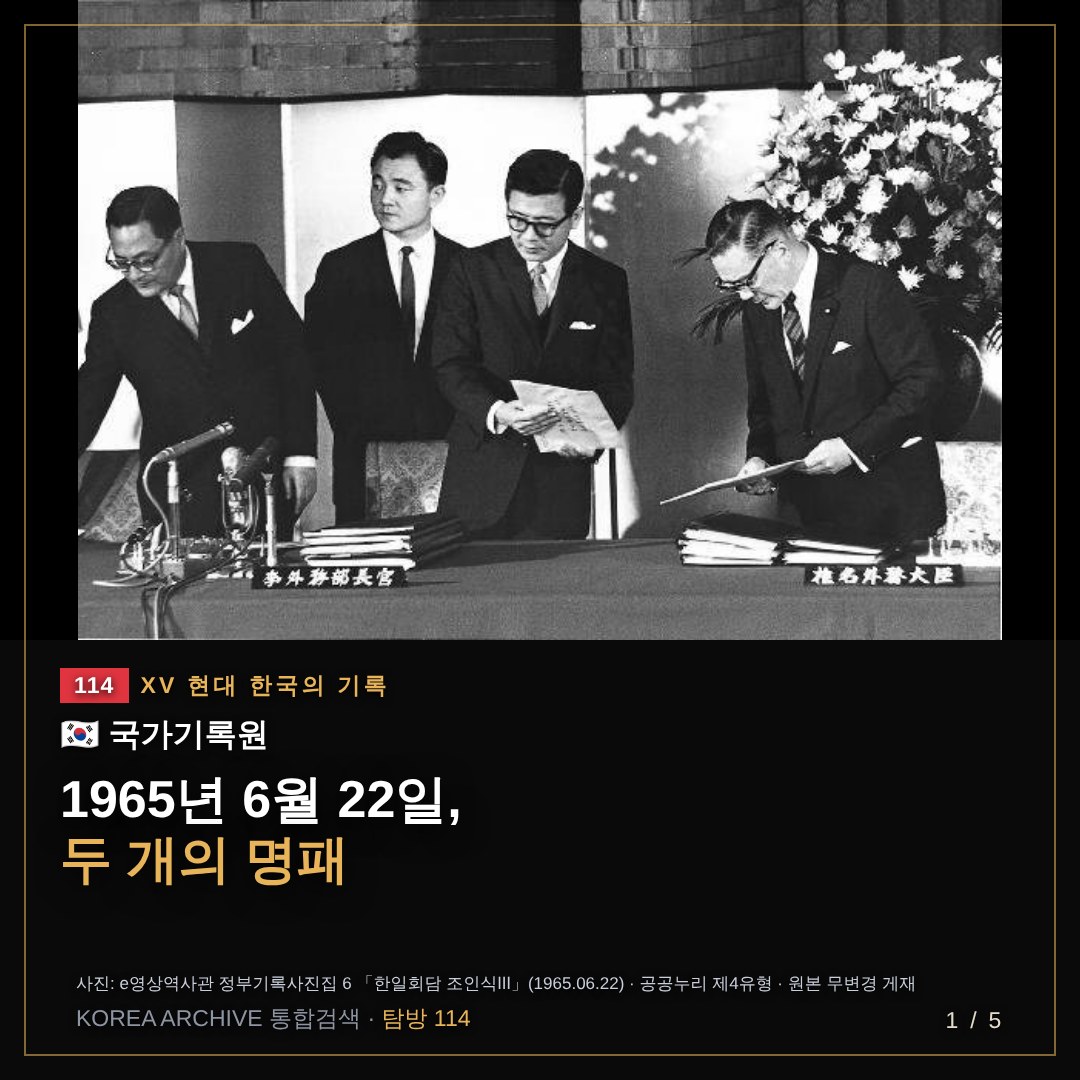 李外務部長官
椎名外務大臣
114 XV 현대 한국의 기록
국가기록원
1965년 6월 22일,
두 개의 명패
사진: e영상역사관 정부기록사진집 6 「한일회담 조인식III」(1965.06.22) · 공공누리 제4유형 · 원본 무변경 게재
KOREA ARCHIVE 통합검색 · 탐방 114
1 / 5